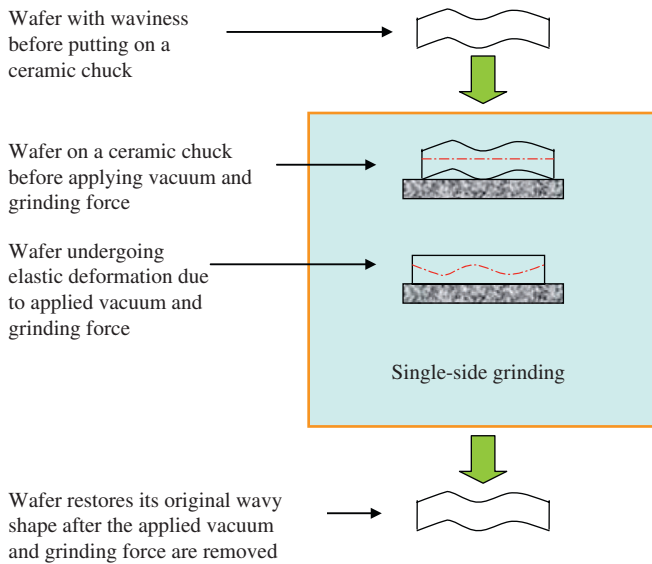 Wafer with waviness
before putting on a
ceramic chuck
Wafer on a ceramic chuck
before applying vacuum and
grinding force
Wafer undergoing
elastic deformation due
to applied vacuum and
grinding force
Single-side grinding
Wafer restores its original wavy
shape after the applied vacuum
and grinding force are removed